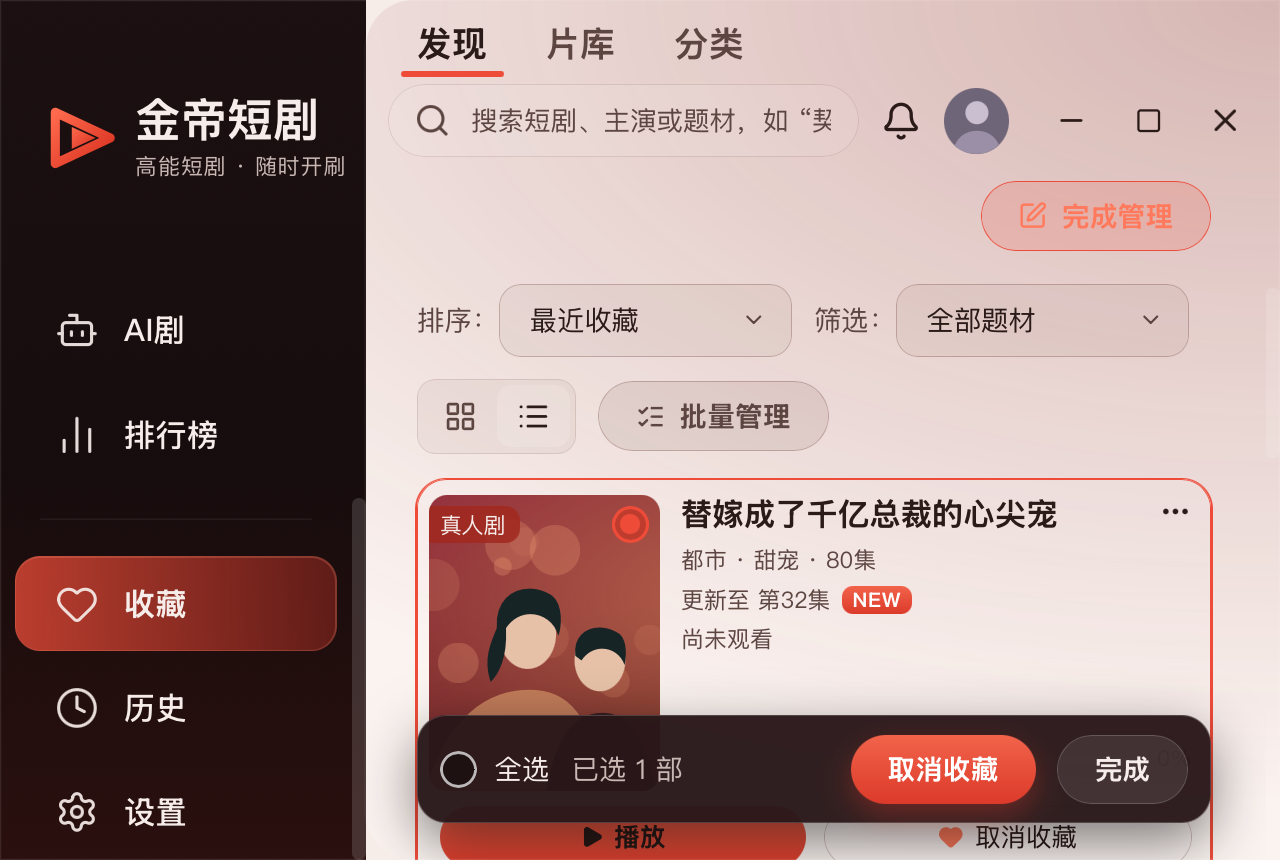 金帝短剧
高能短剧 · 随时开刷
AI剧
排行榜
收藏
历史
设置
发现 片库 分类
搜索短剧、主演或题材，如“契
完成管理
排序： 最近收藏 筛选： 全部题材
批量管理
真人剧
替嫁成了千亿总裁的心尖宠
都市 · 甜宠 · 80集
更新至 第32集 NEW
尚未观看
全选 已选 1 部 取消收藏 完成
播放 取消收藏